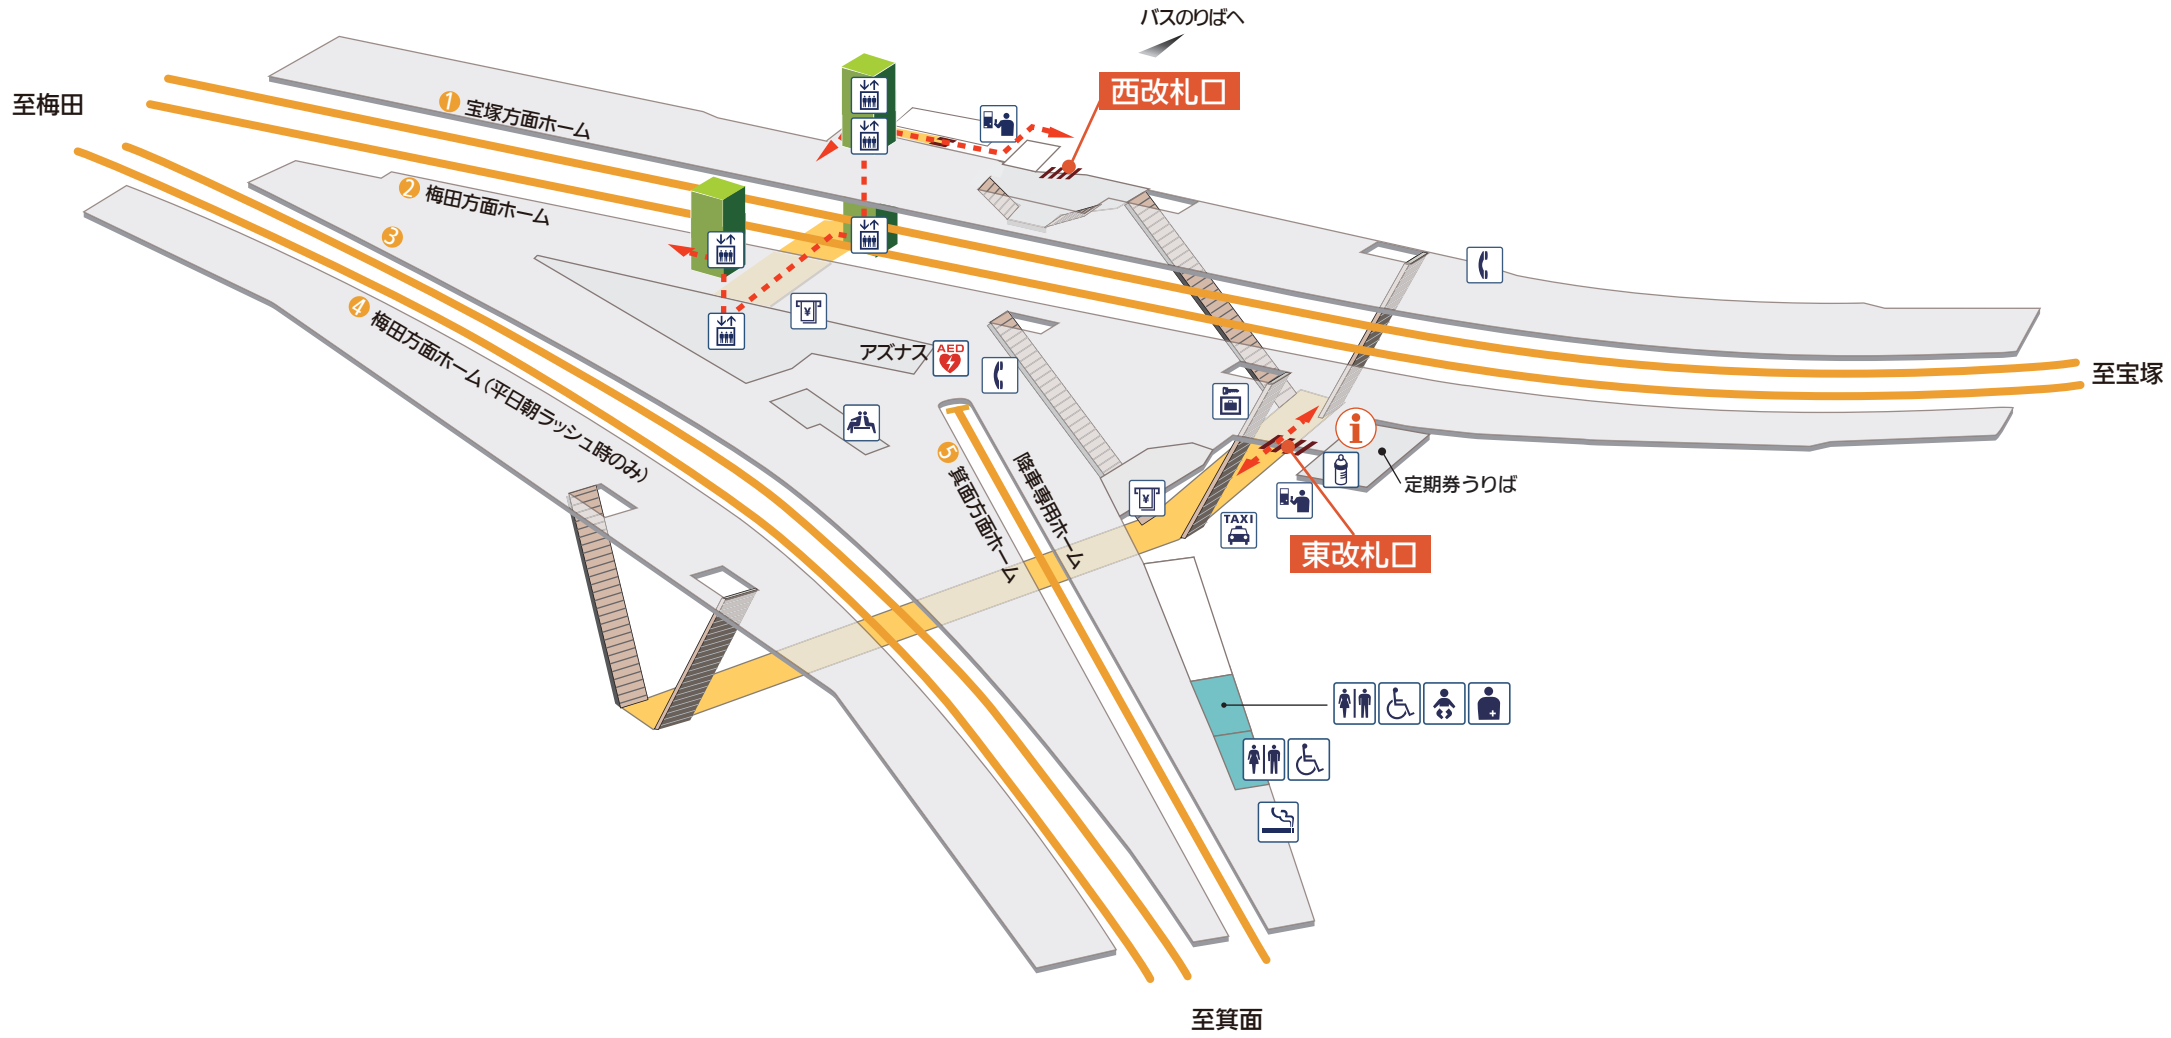 バスのりばへ
西改札口
至梅田
1 宝塚方面ホーム
2 梅田方面ホーム
3
4 梅田方面ホーム（平日朝ラッシュ時のみ）
¥
アズナス
AED
至宝塚
i
5 箕面方面ホーム
降車専用ホーム
¥
定期券うりば
TAXI
東改札口
至箕面